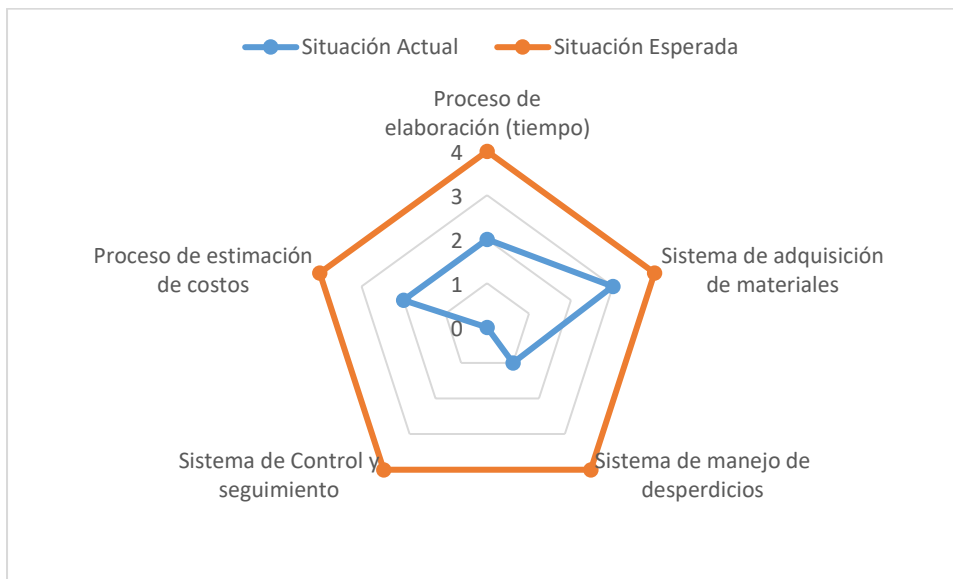 Situación Actual
Situación Esperada
Proceso de
elaboración (tiempo)
4
3
2
1
0
Sistema de adquisición
de materiales
Sistema de manejo de
desperdicios
Sistema de Control y
seguimiento
Proceso de estimación
de costos